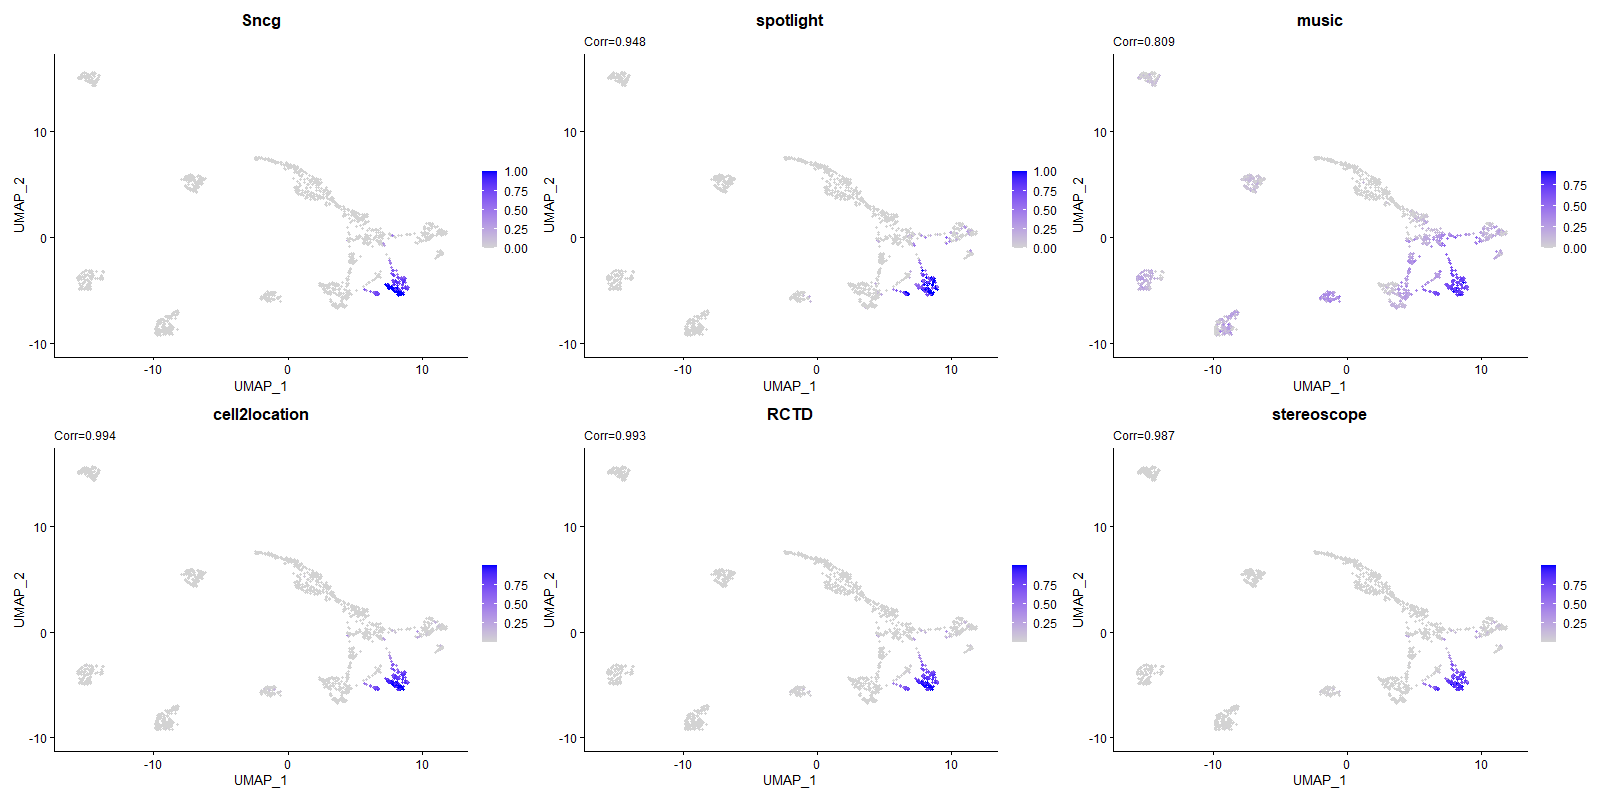 Sncg
UMAP_2
10
0
-10
-10
0
10
UMAP_1
1.00
0.75
0.50
0.25
0.00
spotlight
Corr=0.948
UMAP_2
10
0
-10
-10
0
10
UMAP_1
1.00
0.75
0.50
0.25
0.00
music
Corr=0.809
UMAP_2
10
0
-10
-10
0
10
UMAP_1
0.75
0.50
0.25
0.00
cell2location
Corr=0.994
UMAP_2
10
0
-10
-10
0
10
UMAP_1
0.75
0.50
0.25
RCTD
Corr=0.993
UMAP_2
10
0
-10
-10
0
10
UMAP_1
0.75
0.50
0.25
stereoscope
Corr=0.987
UMAP_2
10
0
-10
-10
0
10
UMAP_1
0.75
0.50
0.25